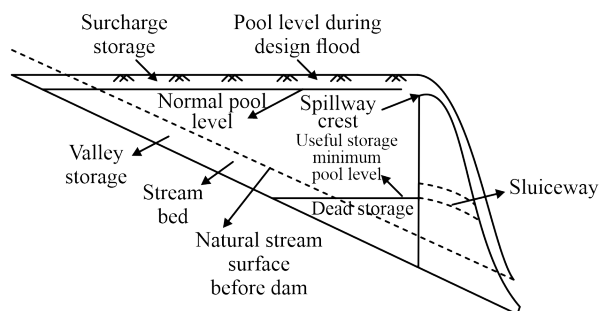 Surcharge
storage
Pool level during
design flood
Normal pool
level
Spillway
crest
Useful storage
minimum
pool level
Valley
storage
Stream
bed
Dead storage
Sluiceway
Natural stream
surface
before dam